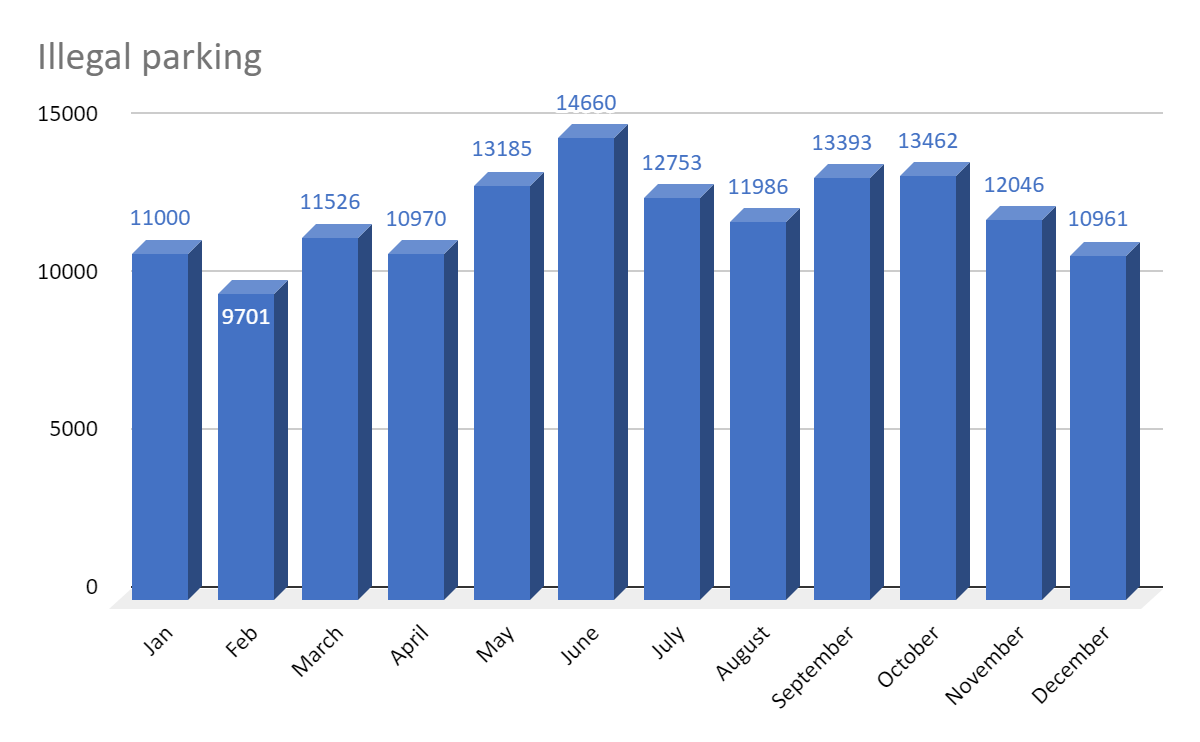 Illegal parking
15000
10000
5000
0
11000
9701
11526
10970
13185
14660
12753
11986
13393
13462
12046
10961
Jan
Feb
March
April
May
June
July
August
September
October
November
December